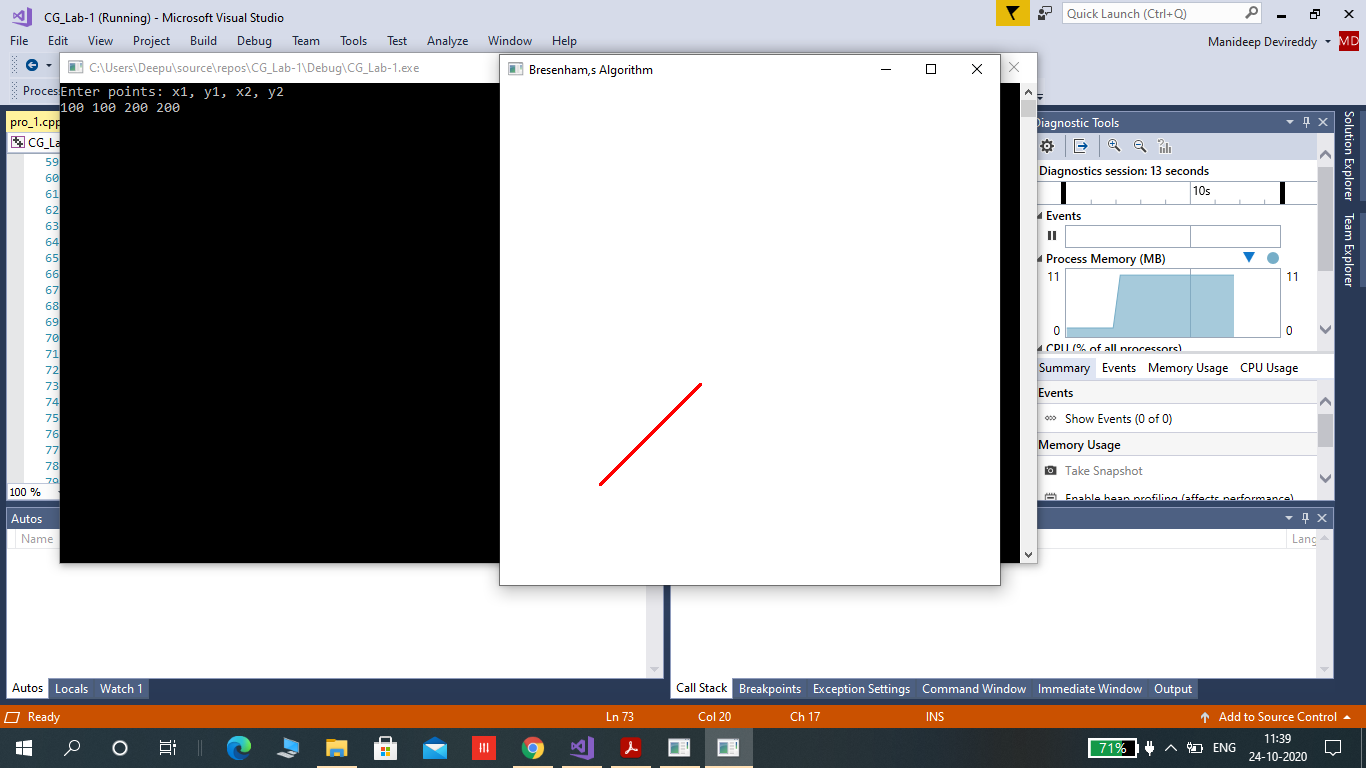 CG_Lab-1 (Running) - Microsoft Visual Studio
Quick Launch (Ctrl+Q)
File Edit View Project Build Debug Team Tools Test Analyze Window Help
Manideep Devireddy MD
C:\Users\Deepu\source\repos\CG_Lab-1\Debug\CG_Lab-1.exe
Bresenham,s Algorithm
Enter points: x1, y1, x2, y2
100 100 200 200
pro_1.cpp
59
60
61
62
63
64
65
66
67
68
69
70
71
72
73
74
75
76
77
78
79
100 %
Diagnostic Tools
Diagnostics session: 13 seconds
10s
Events
Process Memory (MB)
11 11
0 0
CPU (% of all processors)
Summary Events Memory Usage CPU Usage
Events
Show Events (0 of 0)
Memory Usage
Take Snapshot
Enable heap profiling (affects performance)
Solution Explorer
Team Explorer
Autos
Name
Lang
Autos Locals Watch 1
Call Stack Breakpoints Exception Settings Command Window Immediate Window Output
Ready Ln 73 Col 20 Ch 17 INS Add to Source Control
71% ENG 11:39
24-10-2020